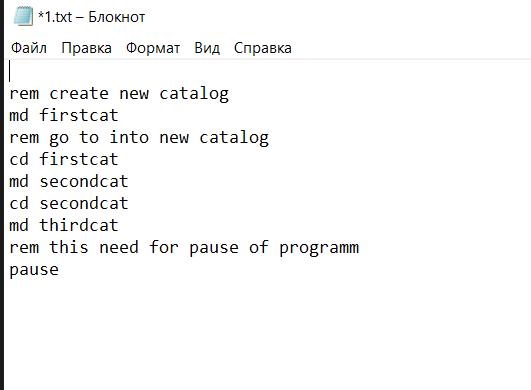 *1.txt – Блокнот
Файл Правка Формат Вид Справка
rem create new catalog
md firstcat
rem go to into new catalog
cd firstcat
md secondcat
cd secondcat
md thirdcat
rem this need for pause of programm
pause